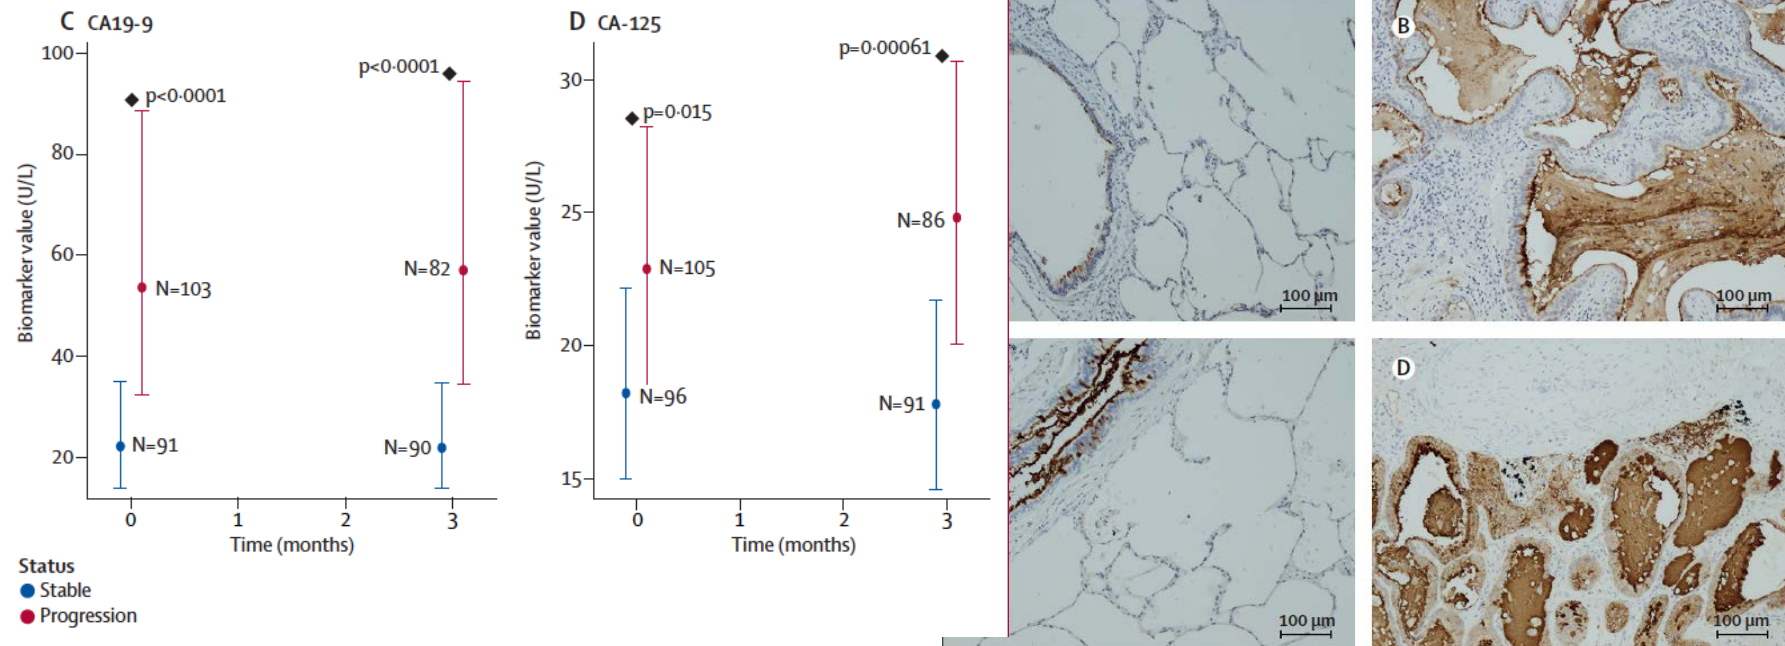 C CA19-9
100
80
60
40
20
Biomarker value (U/L)
p<0·0001
p<0·0001
N=103
N=82
N=91
N=90
0 1 2 3
Time (months)
D CA-125
30
25
20
15
Biomarker value (U/L)
p=0·015
p=0·00061
N=105
N=86
N=96
N=91
0 1 2 3
Time (months)
Status
Stable
Progression
100 µm
B
100 µm
100 µm
D
100 µm